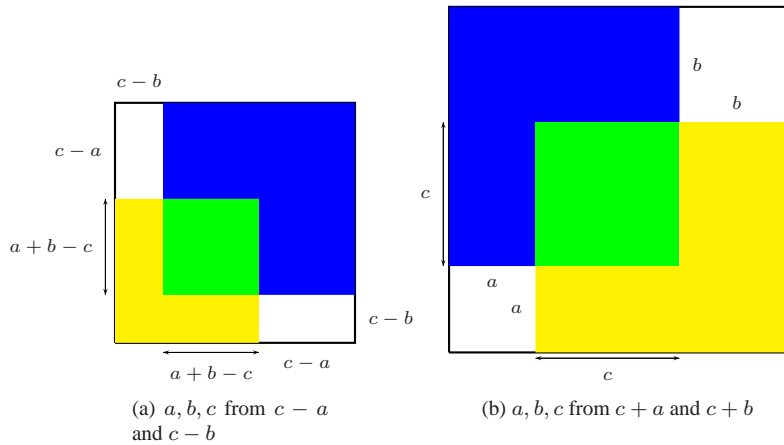 c − b
c − a
a + b − c
c − b
a + b − c
c − a
(a) a, b, c from c − a
and c − b
b
b
c
a
a
c
(b) a, b, c from c + a and c + b